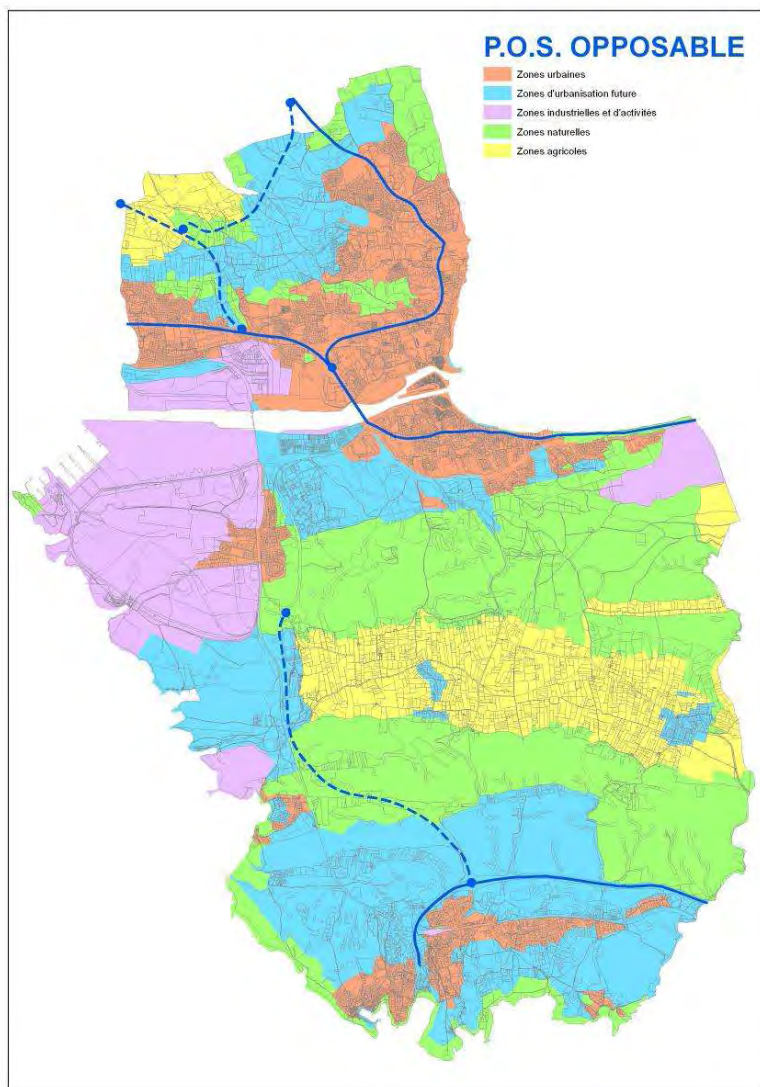 P.O.S. OPPOSABLE
Zones urbaines
Zones d'urbanisation future
Zones industrielles et d'activités
Zones naturelles
Zones agricoles